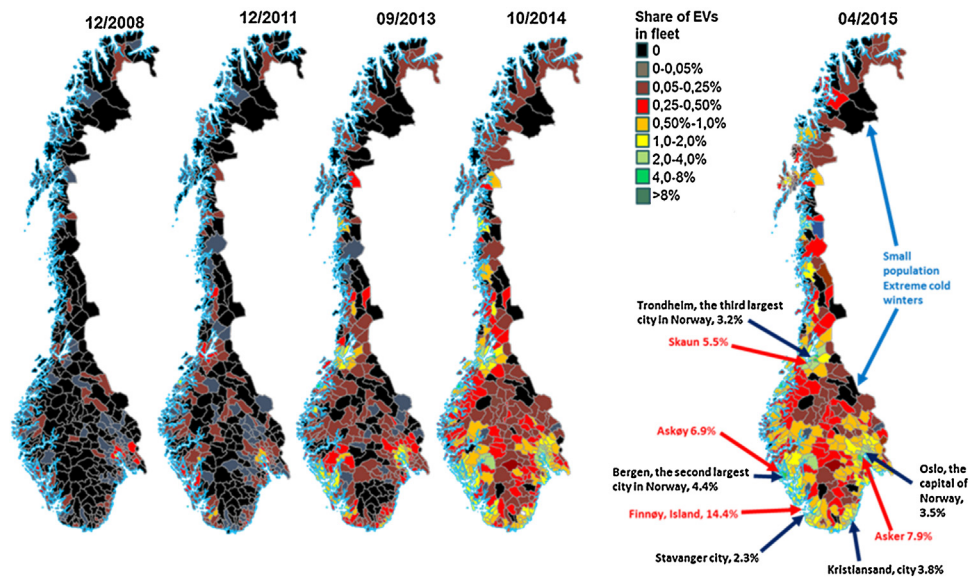 12/2008
12/2011
09/2013
10/2014
Share of EVs
in fleet
0
0-0,05%
0,05-0,25%
0,25-0,50%
0,50%-1,0%
1,0-2,0%
2,0-4,0%
4,0-8%
>8%
04/2015
Small
population
Extreme cold
winters
Trondheim, the third largest
city in Norway, 3.2%
Skaun 5.5%
Askøy 6.9%
Bergen, the second largest
city in Norway, 4.4%
Finnøy, Island, 14.4%
Stavanger city, 2.3%
Oslo, the
capital of
Norway,
3.5%
Asker 7.9%
Kristiansand, city 3.8%